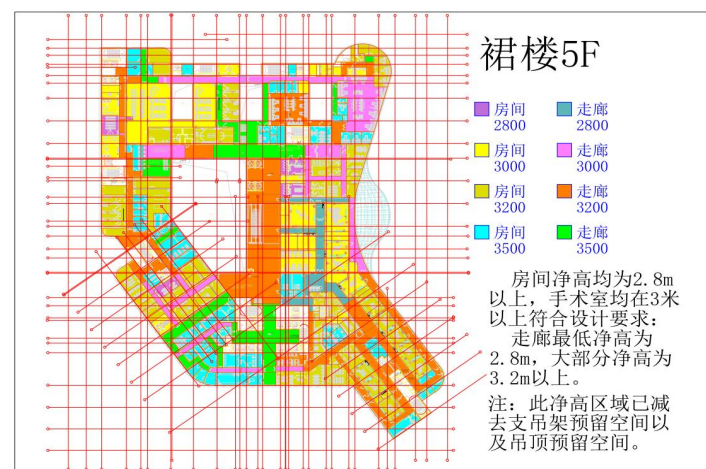 裙楼5F
房间 走廊
2800 2800
房间 走廊
3000 3000
房间 走廊
3200 3200
房间 走廊
3500 3500
房间净高均为2.8m
以上，手术室均在3米
以上符合设计要求：
走廊最低净高为
2.8m，大部分净高为
3.2m以上。
注：此净高区域已减
去支吊架预留空间以
及吊顶预留空间。